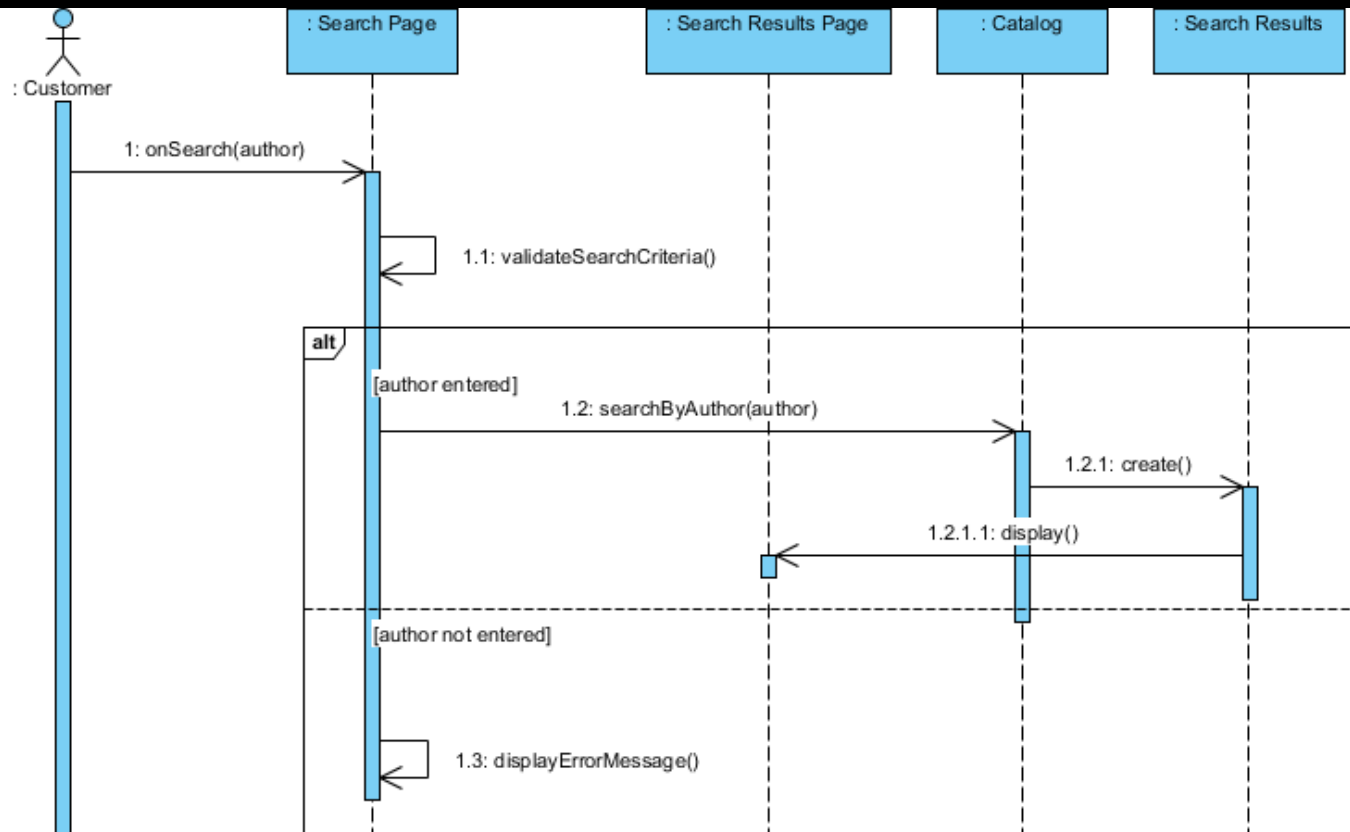 : Search Page
: Search Results Page
: Catalog
: Search Results
: Customer
1: onSearch(author)
1.1: validateSearchCriteria()
alt
[author entered]
1.2: searchByAuthor(author)
1.2.1: create()
1.2.1.1: display()
[author not entered]
1.3: displayErrorMessage()